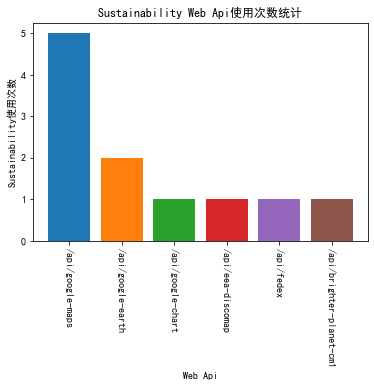 Sustainability Web Api使用次数统计
Sustainability使用次数
5
4
3
2
1
0
/api/google-maps
/api/google-earth
/api/google-chart
/api/eea-discomap
/api/fedex
/api/brighter-planet-cm1
Web Api